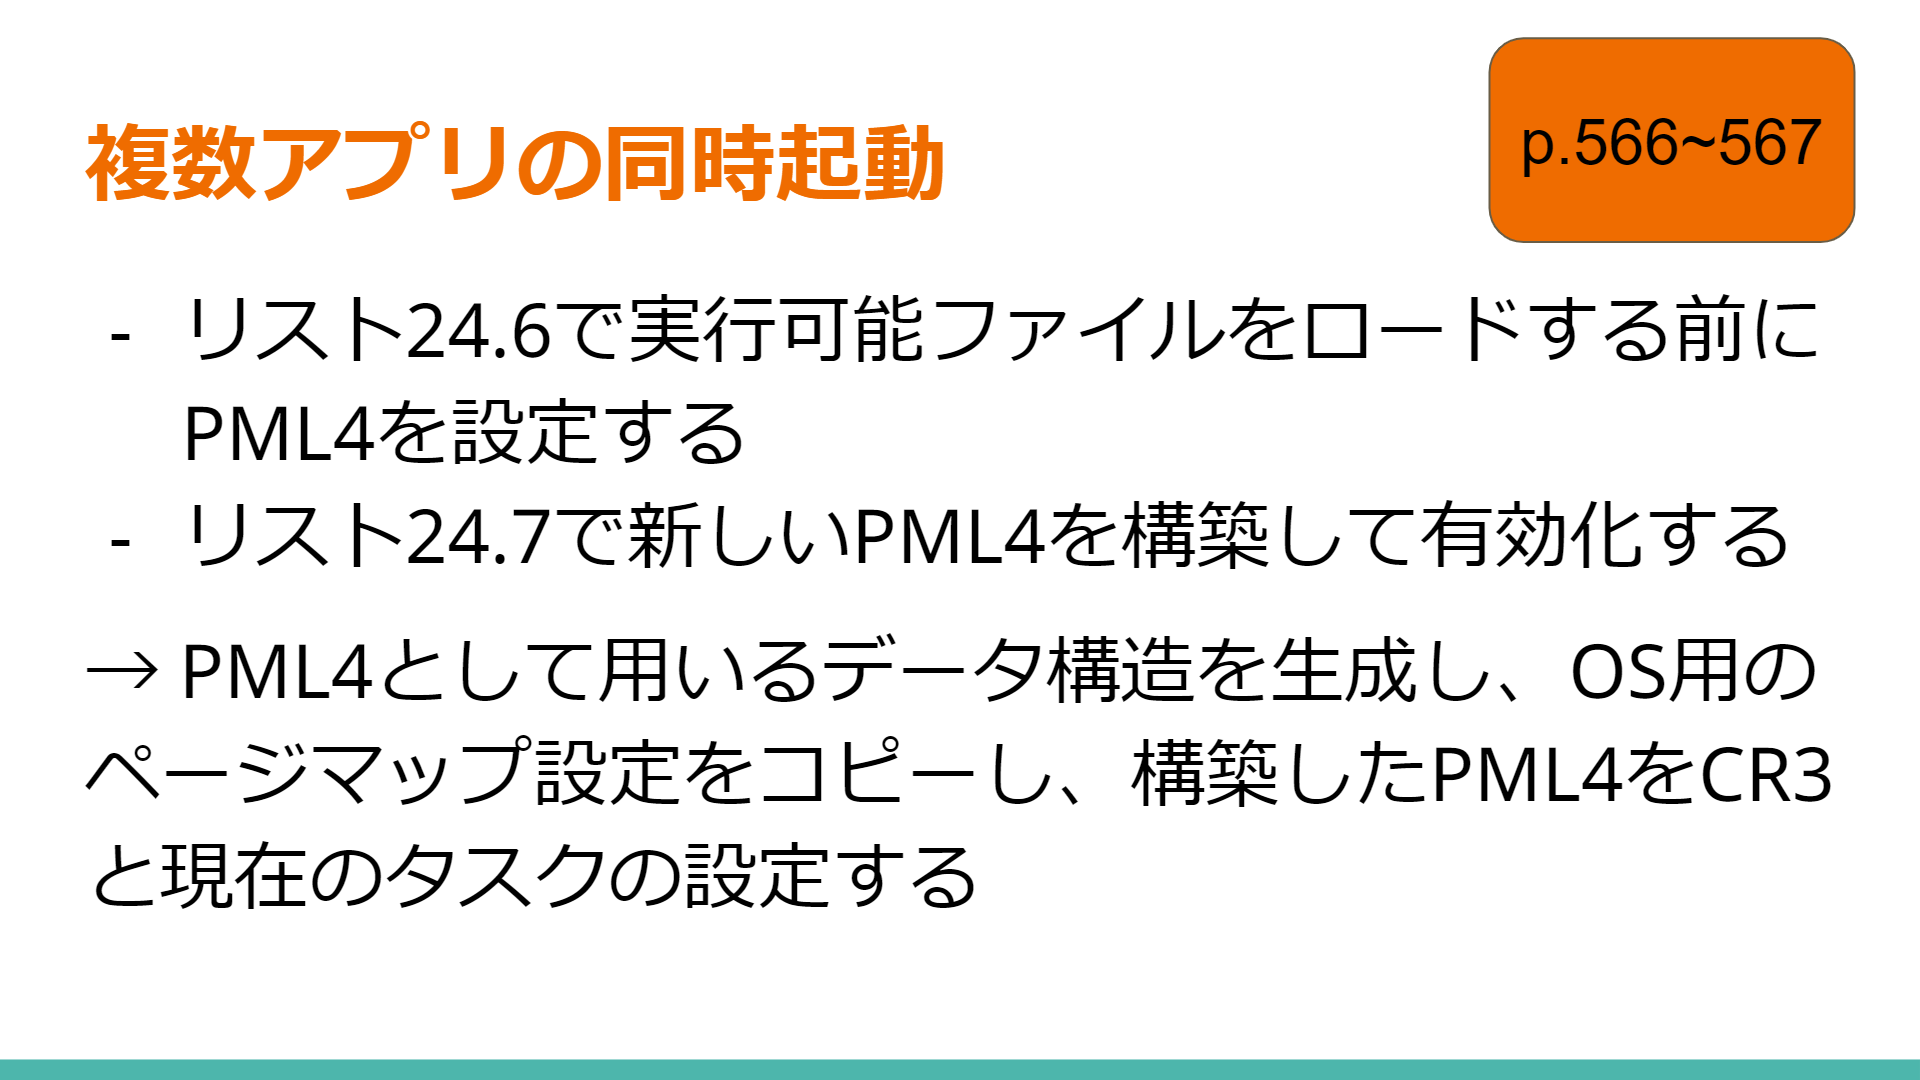 複数アプリの同時起動
p.566~567
- リスト24.6で実行可能ファイルをロードする前に
PML4を設定する
- リスト24.7で新しいPML4を構築して有効化する
→ PML4として用いるデータ構造を生成し、OS用の
ページマップ設定をコピーし、構築したPML4をCR3
と現在のタスクの設定する